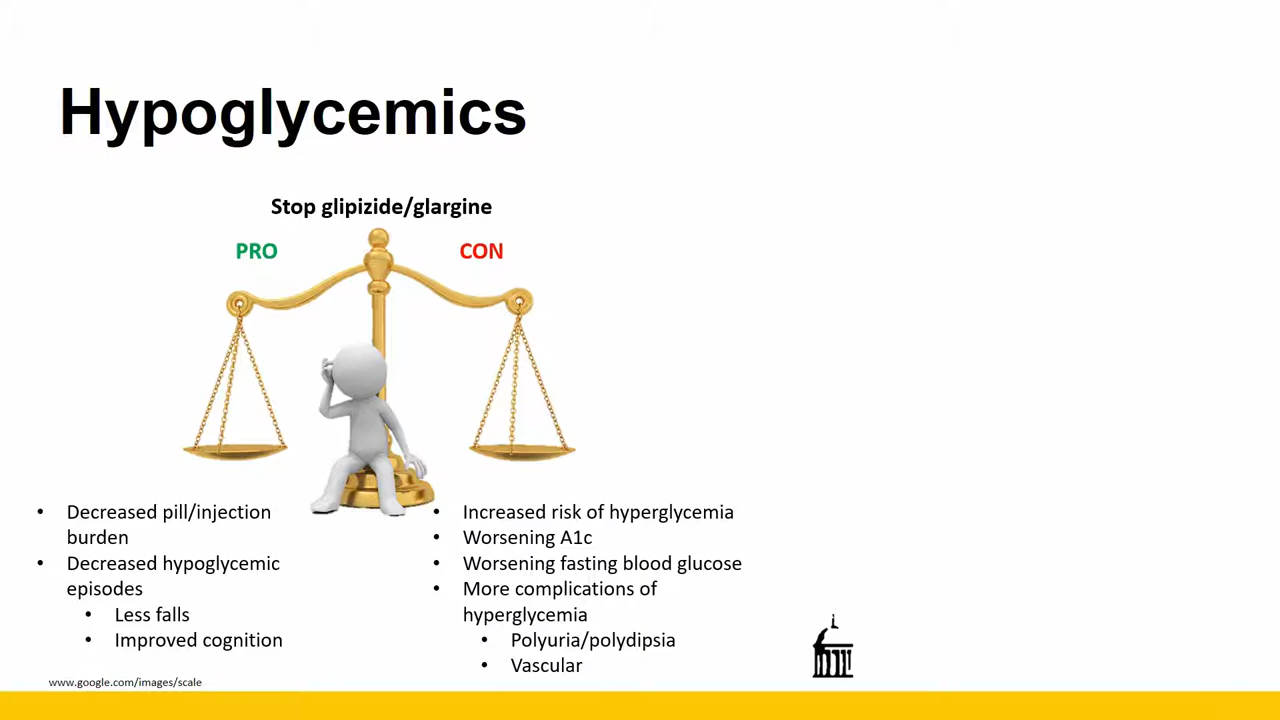 Hypoglycemics
Stop glipizide/glargine
PRO
CON
• Decreased pill/injection
burden
• Decreased hypoglycemic
episodes
• Less falls
• Improved cognition
• Increased risk of hyperglycemia
• Worsening A1c
• Worsening fasting blood glucose
• More complications of
hyperglycemia
• Polyuria/polydipsia
• Vascular
www.google.com/images/scale